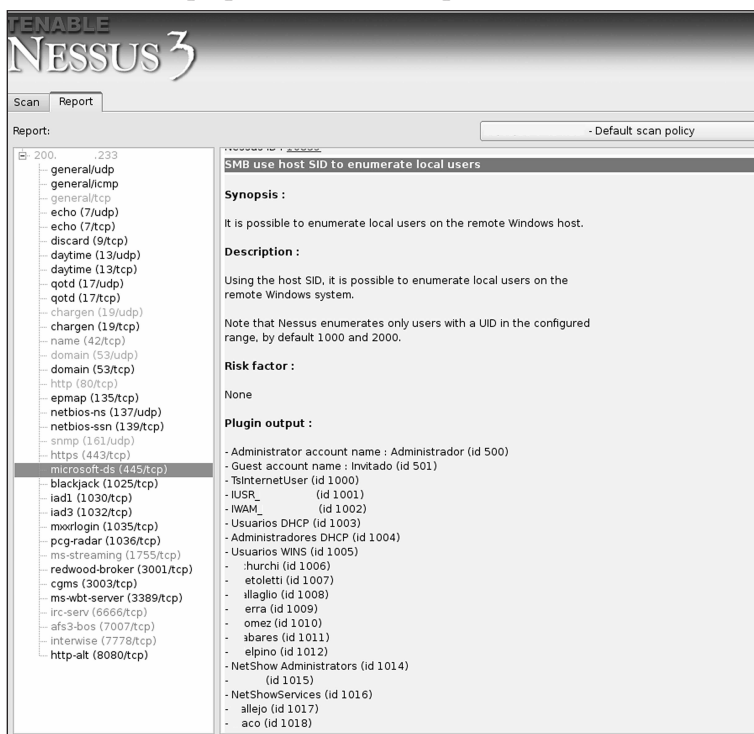 TENABLE
NESSUS 3
Scan
Report
Report:
- Default scan policy
200. .233
general/udp
general/icmp
general/tcp
echo (7/udp)
echo (7/tcp)
discard (9/tcp)
daytime (13/udp)
daytime (13/tcp)
qotd (17/udp)
qotd (17/tcp)
chargen (19/udp)
chargen (19/tcp)
name (42/tcp)
domain (53/udp)
domain (53/tcp)
http (80/tcp)
epmap (135/tcp)
netbios-ns (137/udp)
netbios-ssn (139/tcp)
snmp (161/udp)
https (443/tcp)
microsoft-ds (445/tcp)
blackjack (1025/tcp)
iad1 (1030/tcp)
iad3 (1032/tcp)
mxxrlogin (1035/tcp)
pcg-radar (1036/tcp)
ms-streaming (1755/tcp)
redwood-broker (3001/tcp)
cgms (3003/tcp)
ms-wbt-server (3389/tcp)
irc-serv (6666/tcp)
afs3-bos (7007/tcp)
interwise (7778/tcp)
http-alt (8080/tcp)
SMB use host SID to enumerate local users
Synopsis :
It is possible to enumerate local users on the remote Windows host.
Description :
Using the host SID, it is possible to enumerate local users on the
remote Windows system.
Note that Nessus enumerates only users with a UID in the configured
range, by default 1000 and 2000.
Risk factor :
None
Plugin output :
- Administrator account name : Administrador (id 500)
- Guest account name : Invitado (id 501)
- TsInternetUser (id 1000)
- IUSR_ (id 1001)
- IWAM_ (id 1002)
- Usuarios DHCP (id 1003)
- Administradores DHCP (id 1004)
- Usuarios WINS (id 1005)
- hurchi (id 1006)
- etoletti (id 1007)
- allaglio (id 1008)
- erra (id 1009)
- omez (id 1010)
- abares (id 1011)
- elpino (id 1012)
- NetShow Administrators (id 1014)
- (id 1015)
- NetShowServices (id 1016)
- allejo (id 1017)
- aco (id 1018)